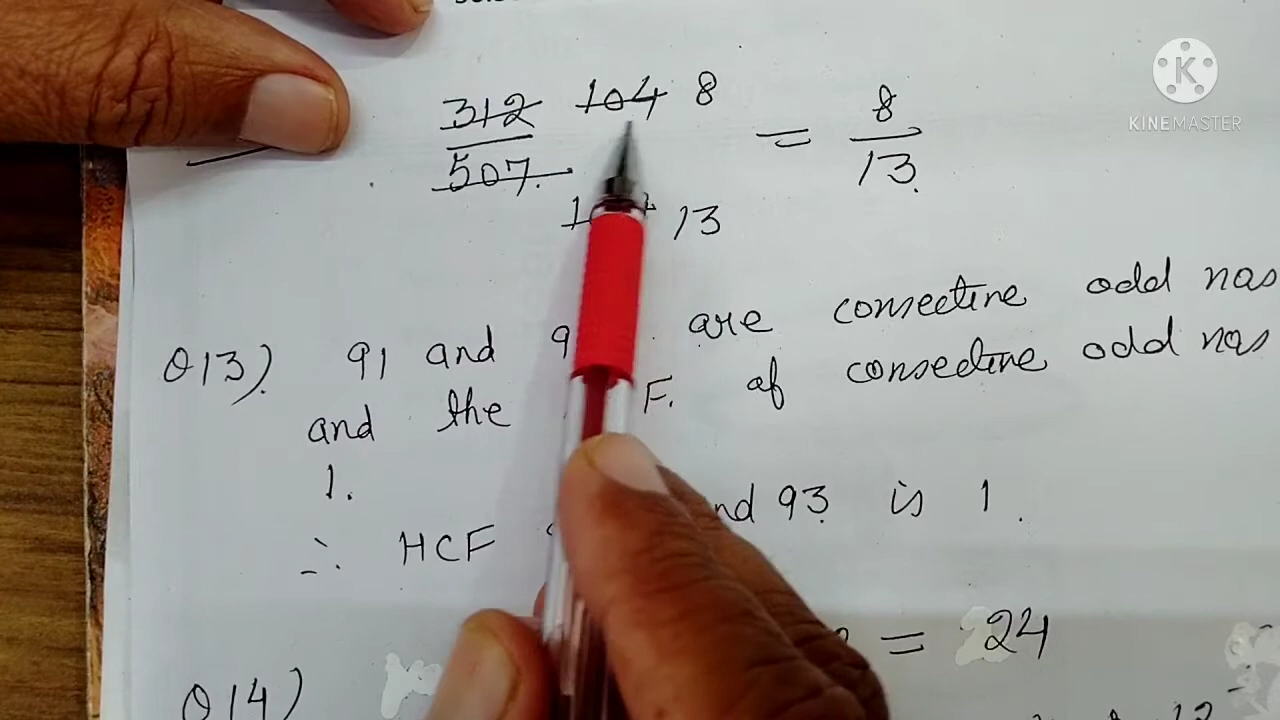 312 104 8 = 8
507. 13 13.
Q13). 91 and are consective odd nos
and the F. of consective odd nos
1.
∴ HCF nd 93 is 1.
= 24
Q14)
K
KINEMASTER